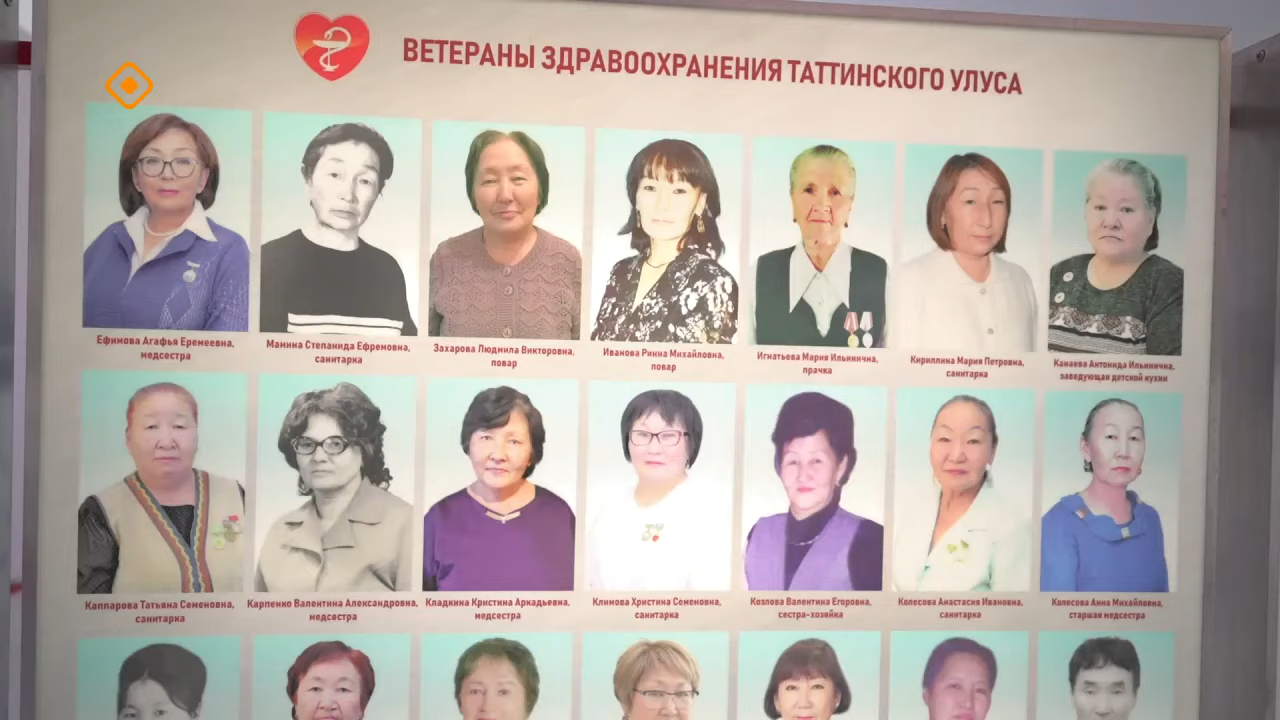 ВЕТЕРАНЫ ЗДРАВООХРАНЕНИЯ ТАТТИНСКОГО УЛУСА
Ефимова Агафья Еремеевна,
медсестра
Мамина Степанида Ефремовна,
санитарка
Захарова Людмила Викторовна,
повар
Иванова Ринна Михайловна,
повар
Игнатьева Мария Ильинична,
прачка
Кириллина Мария Петровна,
санитарка
Канаева Антонида Ильинична,
заведующая детской кухни
Каппарова Татьяна Семеновна,
санитарка
Карпенко Валентина Александровна,
медсестра
Кладкина Кристина Аркадьевна,
медсестра
Климова Христина Семеновна,
санитарка
Козлова Валентина Егоровна,
сестра-хозяйка
Колесова Анастасия Ивановна,
санитарка
Колесова Анна Михайловна,
старшая медсестра